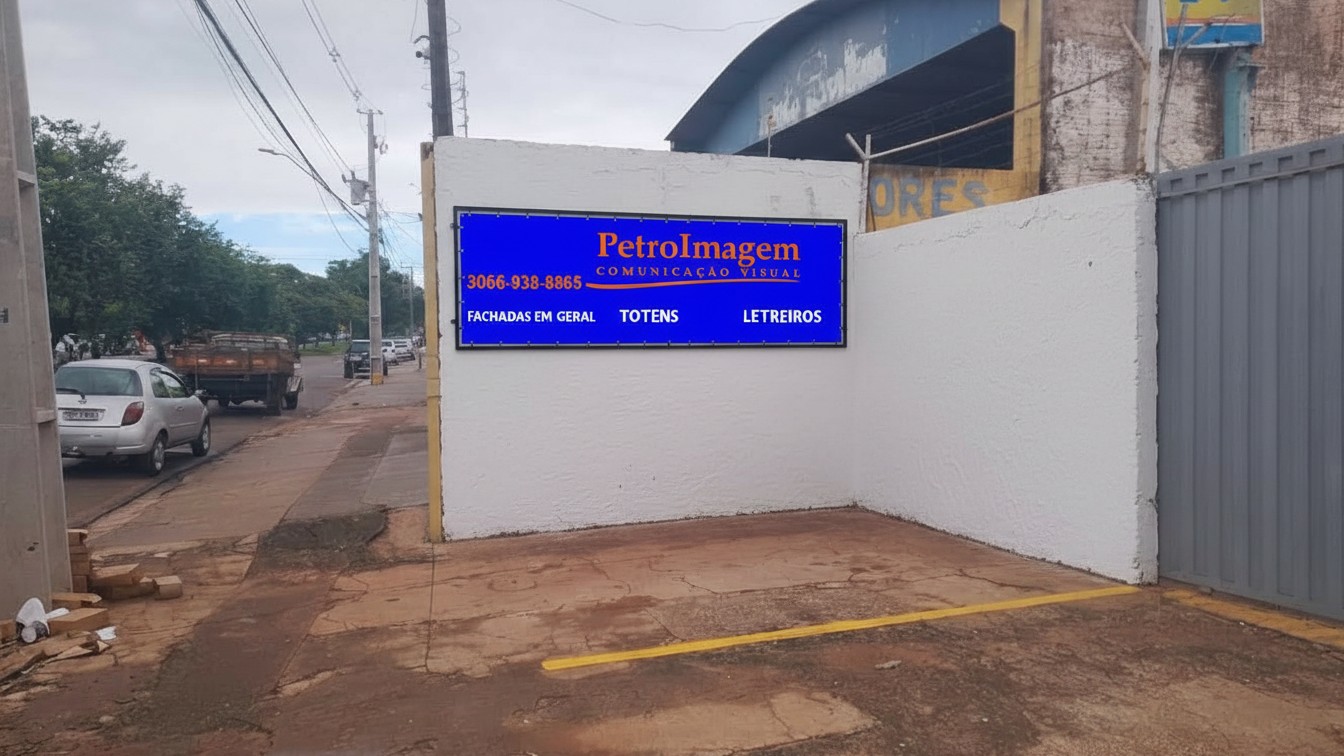 PetroImagem
COMUNICAÇÃO VISUAL
3066-938-8865
FACHADAS EM GERAL TOTENS LETREIROS
ORES